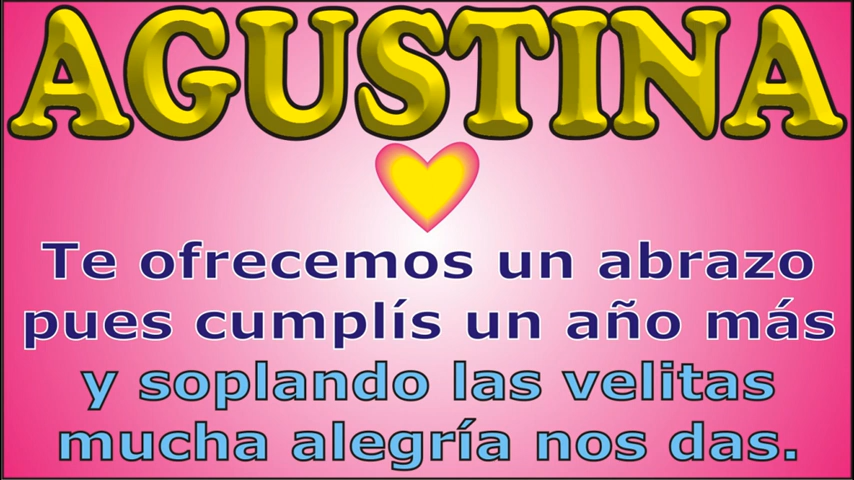 AGUSTINA
Te ofrecemos un abrazo
pues cumplís un año más
y soplando las velitas
mucha alegría nos das.